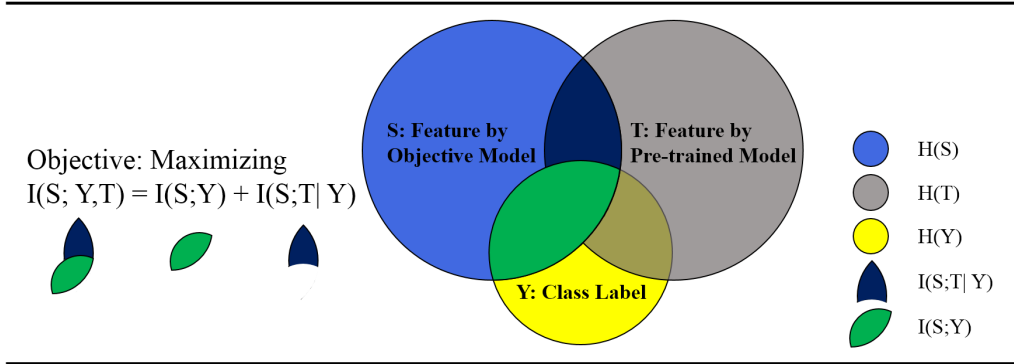 Objective: Maximizing
I(S; Y,T) = I(S;Y) + I(S;T| Y)
S: Feature by
Objective Model
T: Feature by
Pre-trained Model
Y: Class Label
H(S)
H(T)
H(Y)
I(S;T| Y)
I(S;Y)